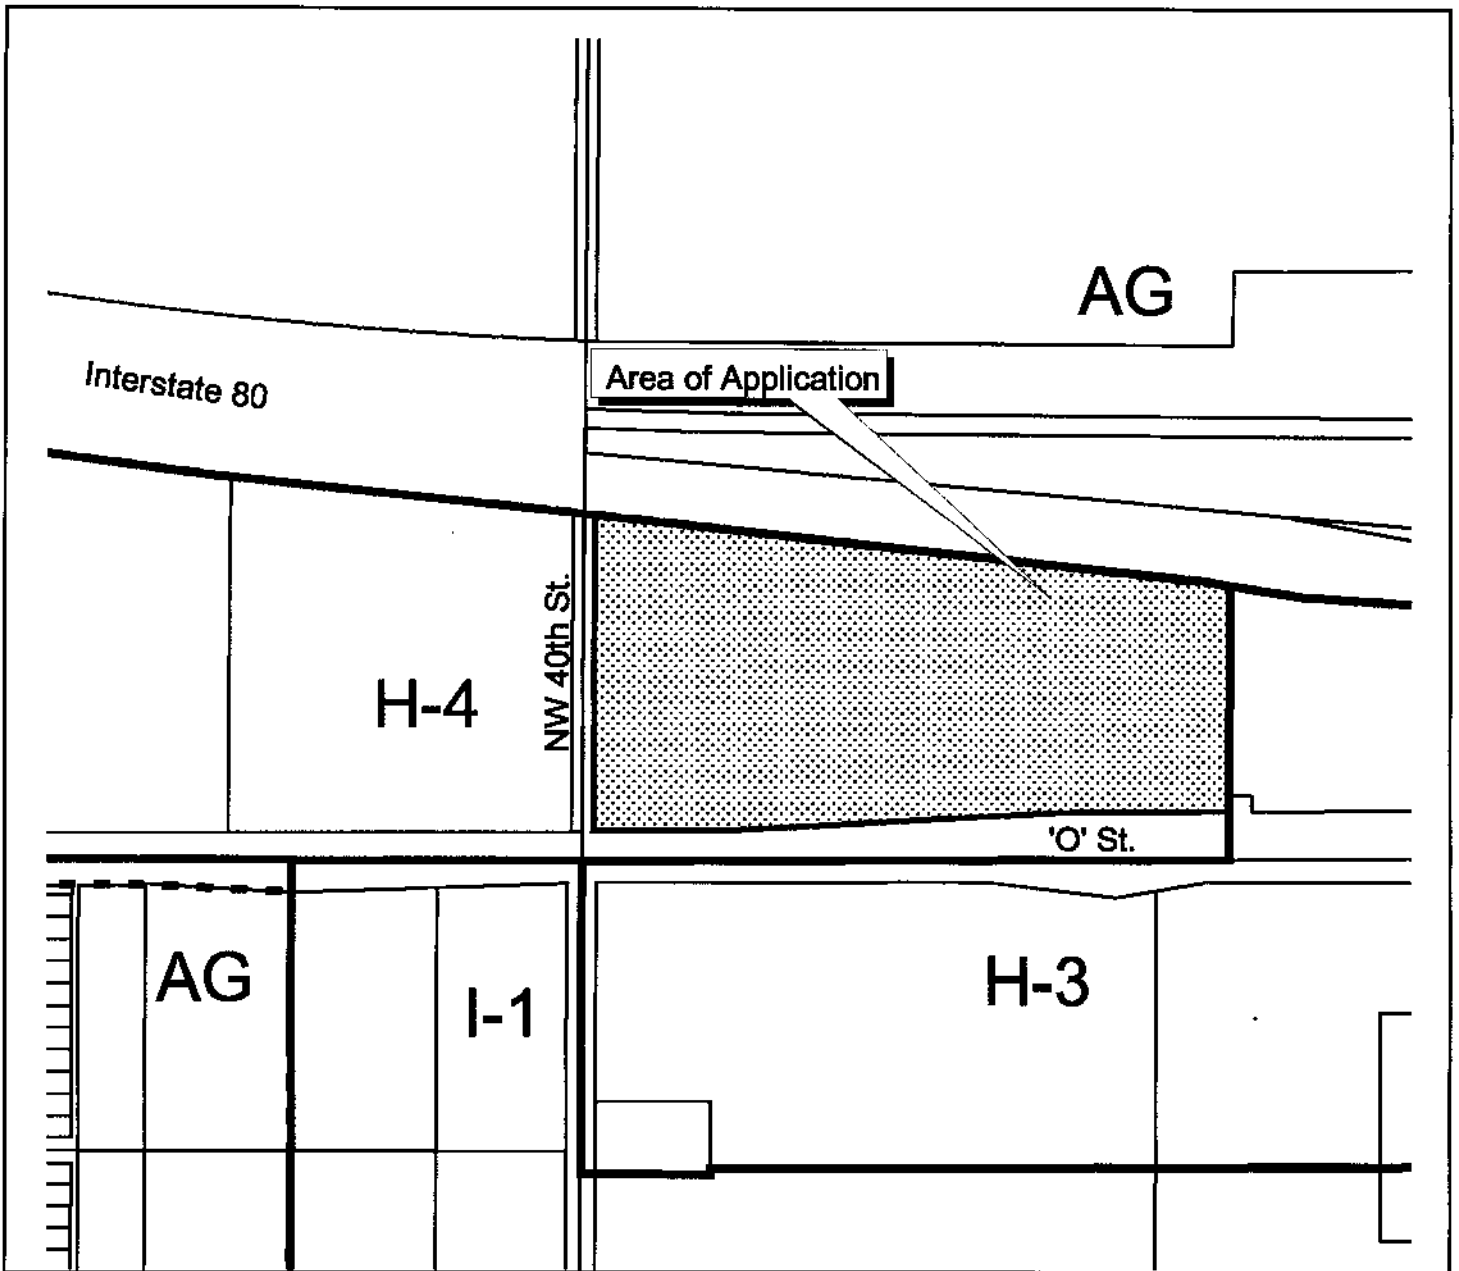 AG
Interstate 80
Area of Application
NW 40th St.
H-4
'O' St.
AG
I-1
H-3